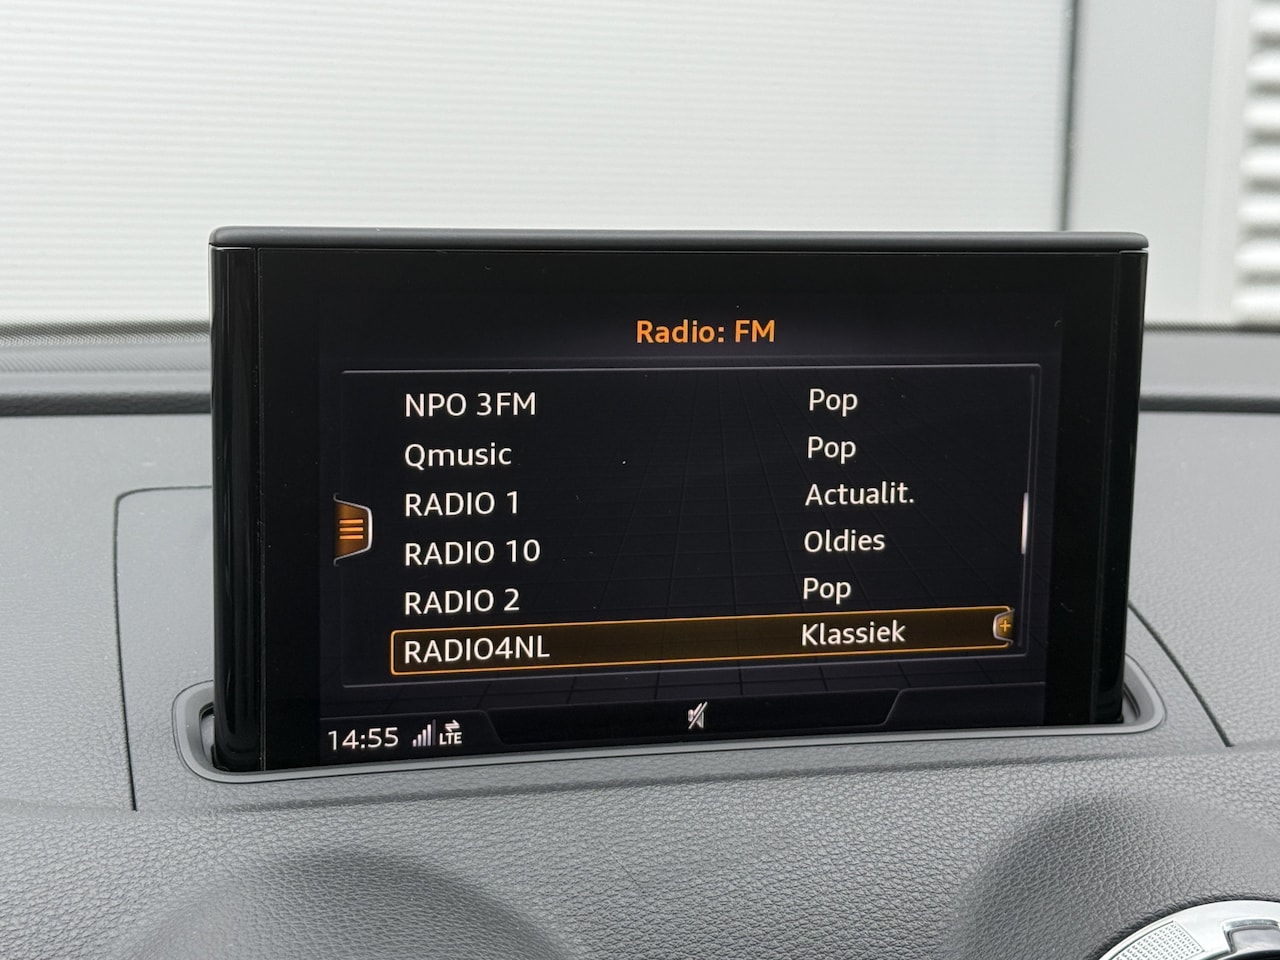 Radio: FM
NPO 3FM Pop
Qmusic Pop
RADIO 1 Actualit.
RADIO 10 Oldies
RADIO 2 Pop
RADIO4NL Klassiek
14:55 LTE